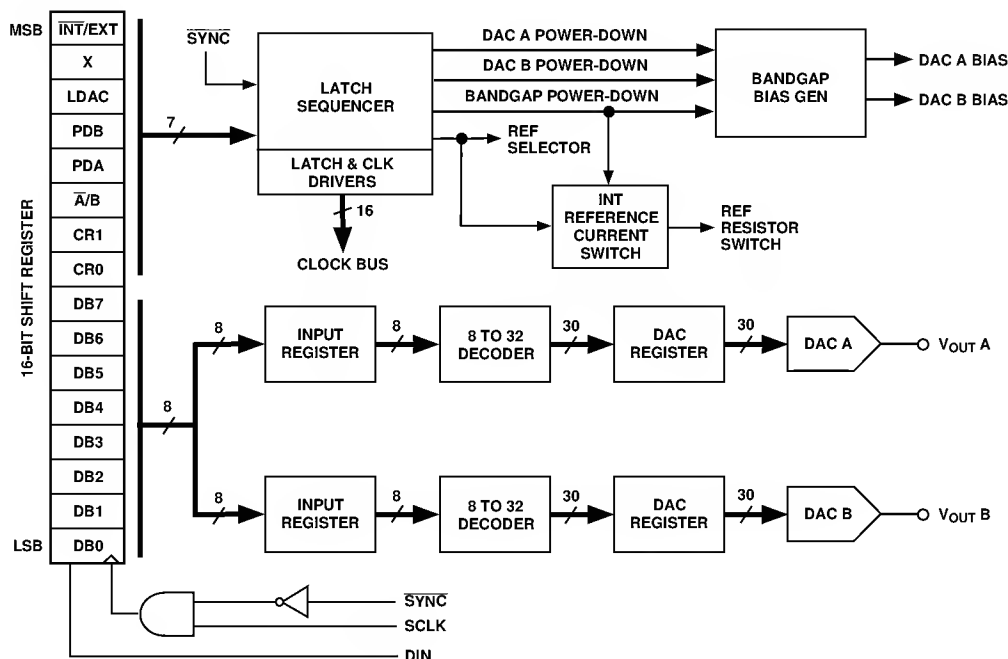 MSB
INT/EXT
X
LDAC
PDB
PDA
A/B
CR1
CR0
DB7
DB6
DB5
DB4
DB3
DB2
DB1
LSB
DB0
16-BIT SHIFT REGISTER
7
SYNC
LATCH
SEQUENCER
LATCH & CLK
DRIVERS
16
CLOCK BUS
DAC A POWER-DOWN
DAC B POWER-DOWN
BANDGAP POWER-DOWN
REF
SELECTOR
BANDGAP
BIAS GEN
DAC A BIAS
DAC B BIAS
INT
REFERENCE
CURRENT
SWITCH
REF
RESISTOR
SWITCH
8
8
INPUT
REGISTER
8
8 TO 32
DECODER
30
DAC
REGISTER
30
DAC A
VOUT A
8
INPUT
REGISTER
8
8 TO 32
DECODER
30
DAC
REGISTER
30
DAC B
VOUT B
SYNC
SCLK
DIN